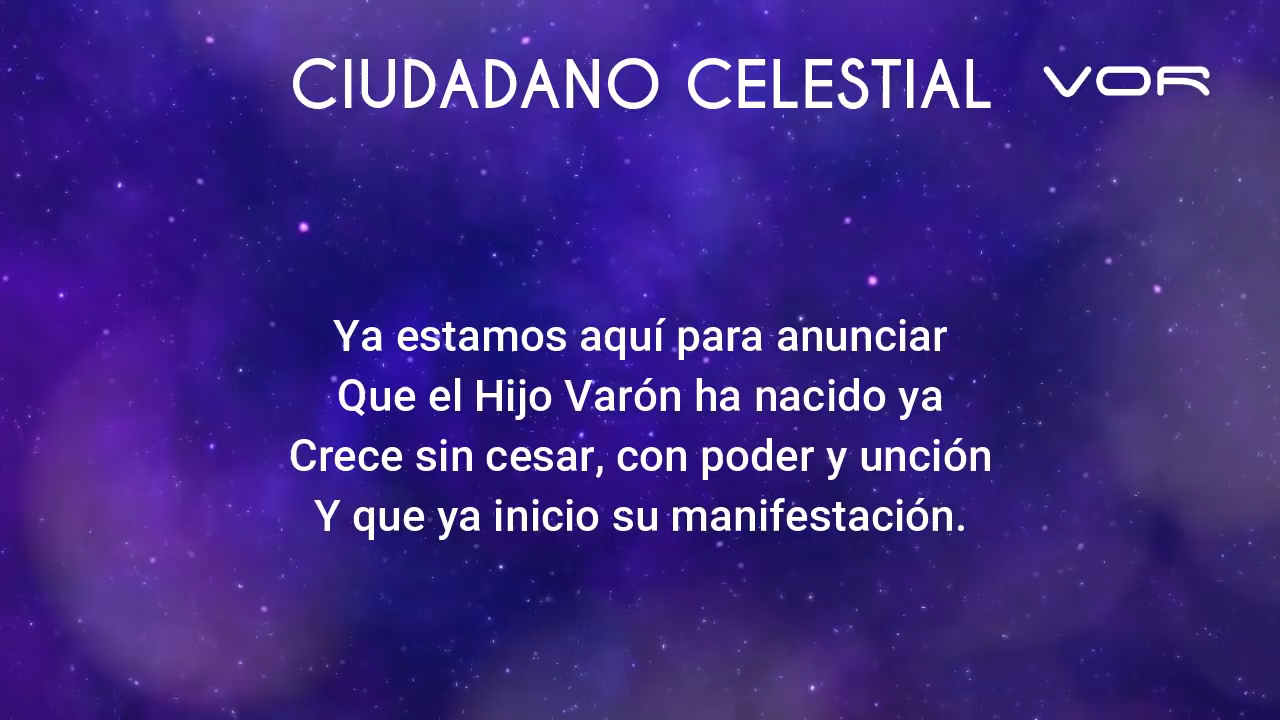 CIUDADANO CELESTIAL VOR
Ya estamos aquí para anunciar
Que el Hijo Varón ha nacido ya
Crece sin cesar, con poder y unción
Y que ya inicio su manifestación.